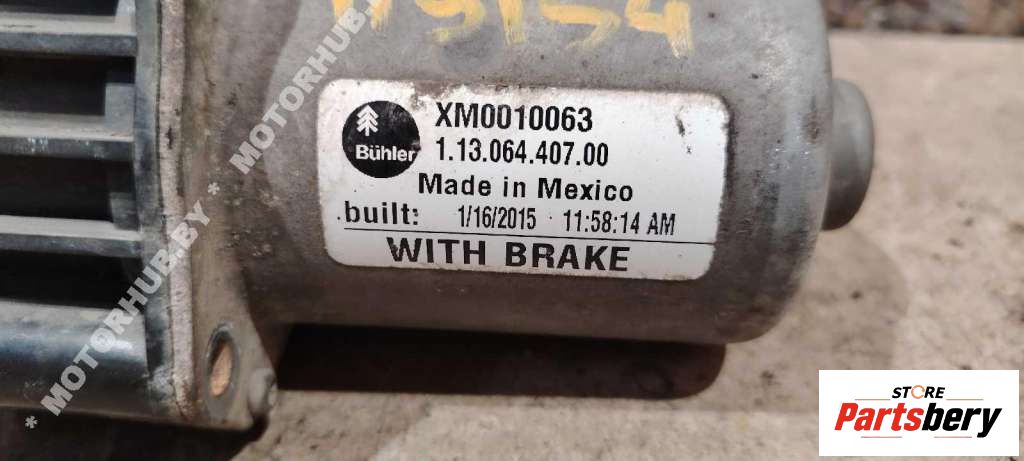 XM0010063
Bühler
1.13.064.407.00
Made in Mexico
.built: 1/16/2015 11:58:14 AM
WITH BRAKE
* MOTORHUB.BY * MOTORHUB.BY
STORE
Partsbery